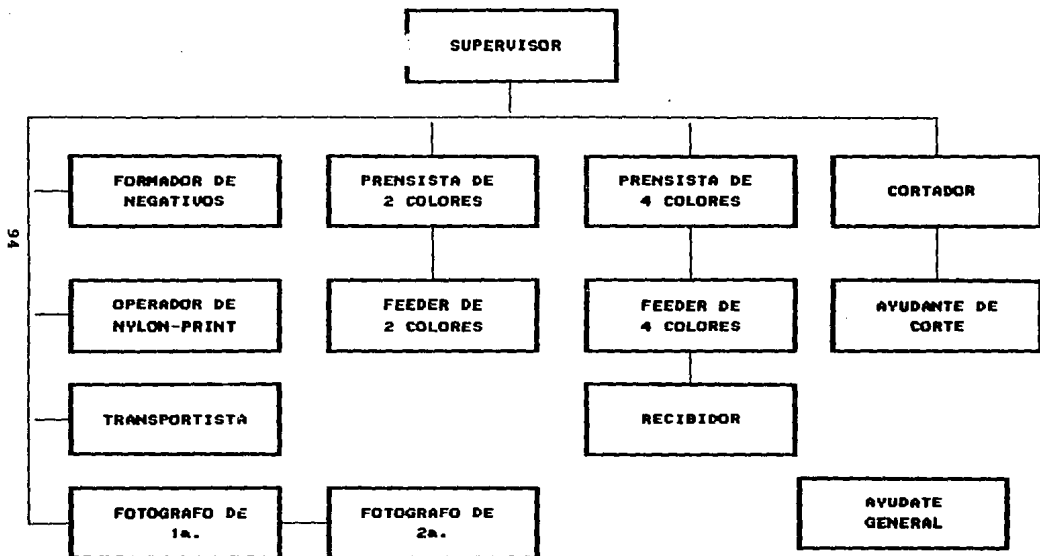 SUPERVISOR
FORMADOR DE
NEGATIVOS
PRENSISTA DE
2 COLORES
PRENSISTA DE
4 COLORES
CORTADOR
94
OPERADOR DE
NYLON-PRINT
FEEDER DE
2 COLORES
FEEDER DE
4 COLORES
AYUDANTE DE
CORTE
TRANSPORTISTA
RECIBIDOR
FOTOGRAFO DE
1a.
FOTOGRAFO DE
2a.
AYUDATE
GENERAL